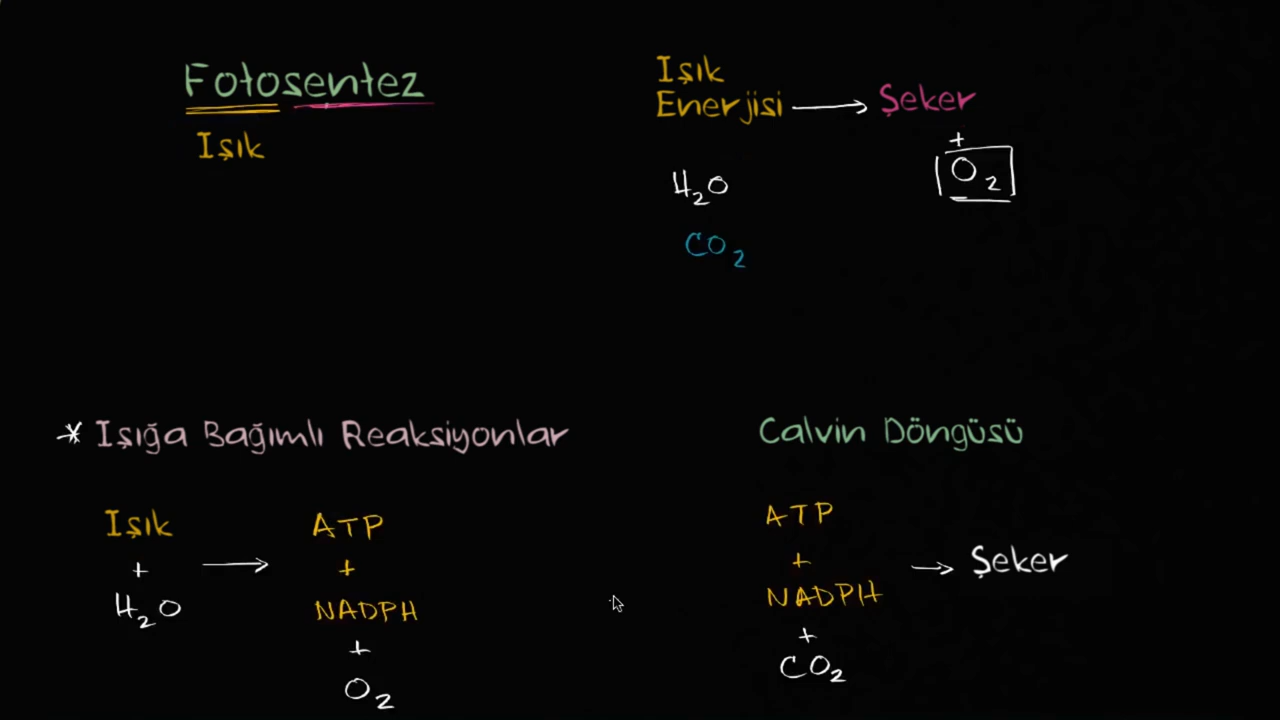 Fotosentez
Işık
Işık
Enerjisi → Şeker
+
O2
H2O
CO2
* Işığa Bağımlı Reaksiyonlar
Işık
+
H2O
→
ATP
+
NADPH
+
O2
Calvin Döngüsü
ATP
+
NADPH
+
CO2
→ Şeker